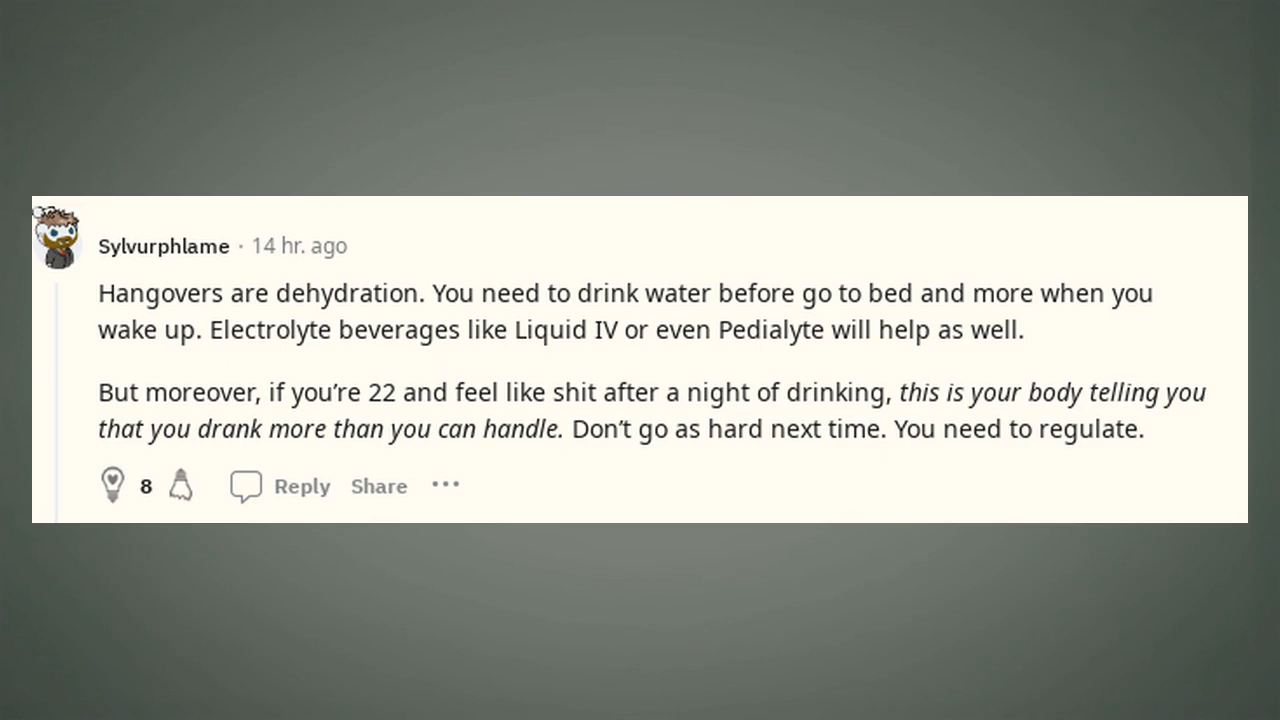 Sylvurphlame · 14 hr. ago
Hangovers are dehydration. You need to drink water before go to bed and more when you
wake up. Electrolyte beverages like Liquid IV or even Pedialyte will help as well.
But moreover, if you’re 22 and feel like shit after a night of drinking, this is your body telling you
that you drank more than you can handle. Don’t go as hard next time. You need to regulate.
8 Reply Share •••